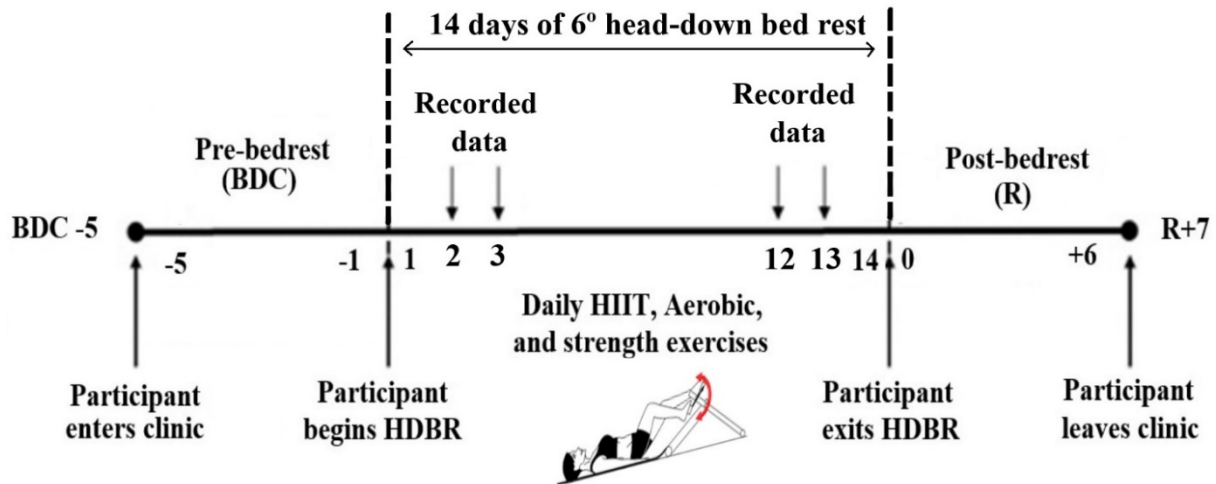 14 days of 6º head-down bed rest
Recorded
data
Recorded
data
Pre-bedrest
(BDC)
Post-bedrest
(R)
BDC -5
R+7
-5
-1
1
2
3
12
13
14
0
+6
Daily HIIT, Aerobic,
and strength exercises
Participant
enters clinic
Participant
begins HDBR
Participant
exits HDBR
Participant
leaves clinic